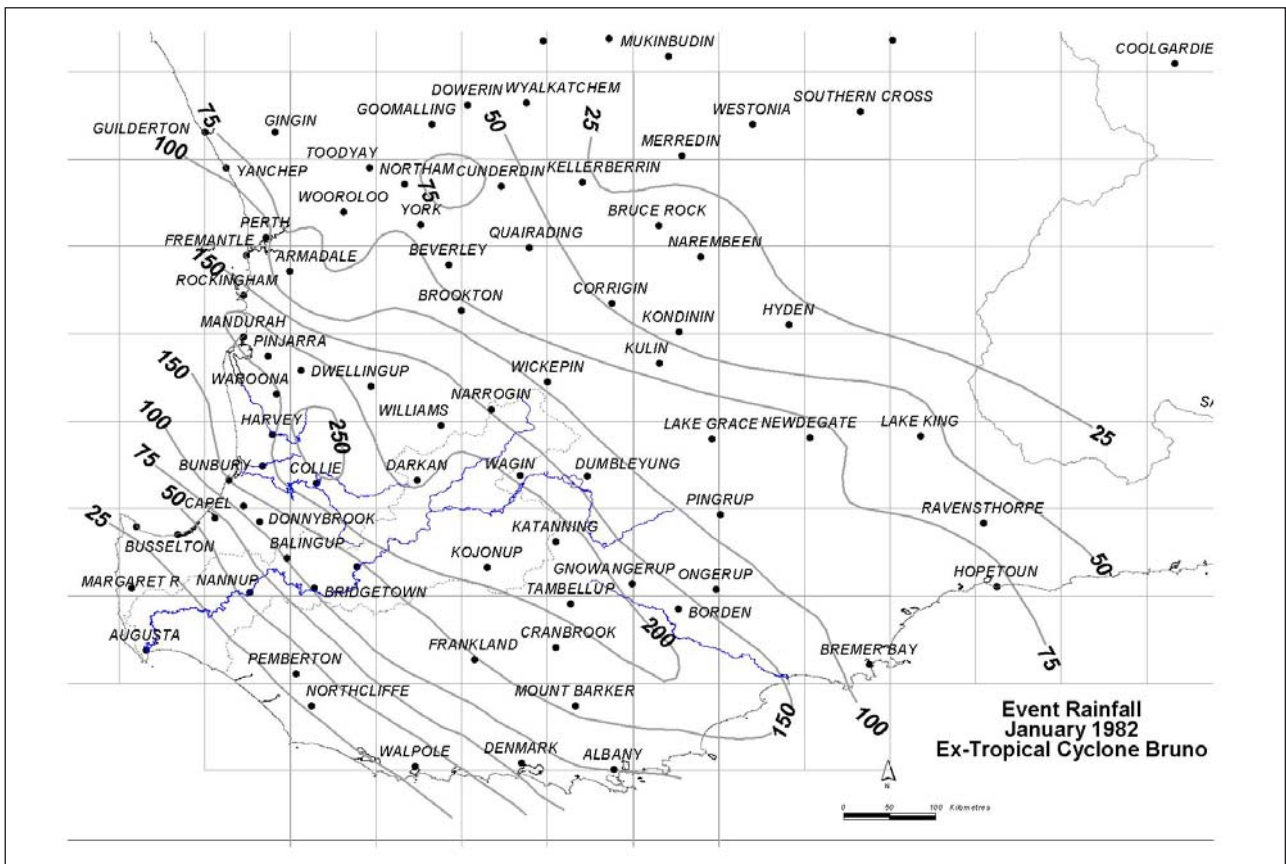 MUKINBUDIN
COOLGARDIE
DOWERIN
WYALKATCHEM
SOUTHERN CROSS
75
GOOMALLING
50
25
WESTONIA
GUILDERTON
GINGIN
MERREDIN
100
TOODYAY
YANCHEP
NORTHAM
CUNDERDIN
KELLERBERRIN
75
WOOROLOO
YORK
BRUCE ROCK
PERTH
QUAIRADING
FREMANTLE
ARMADALE
BEVERLEY
NAREMBEEN
150
ROCKINGHAM
BROOKTON
CORRIGIN
HYDEN
MANDURAH
KONDININ
PINJARRA
KULIN
150
WAROONA
DWELLINGUP
WICKEPIN
NARROGIN
100
HARVEY
WILLIAMS
LAKE GRACE
NEWDEGATE
LAKE KING
25
250
75
BUNBURY
COLLIE
DARKAN
WAGIN
DUMBLEYUNG
50
CAPEL
PINGRUP
RAVENSTHORPE
25
DONNYBROOK
KATANNING
BUSSELTON
BALINGUP
KOJONUP
GNOWANGERUP
ONGERUP
HOPETOUN
50
MARGARET R
NANNUP
BRIDGETOWN
TAMBELLUP
BORDEN
AUGUSTA
FRANKLAND
CRANBROOK
200
BREMER BAY
75
PEMBERTON
NORTHCLIFFE
MOUNT BARKER
150
100
Event Rainfall
January 1982
Ex-Tropical Cyclone Bruno
WALPOLE
DENMARK
ALBANY
N
0 50 100 Kilometres